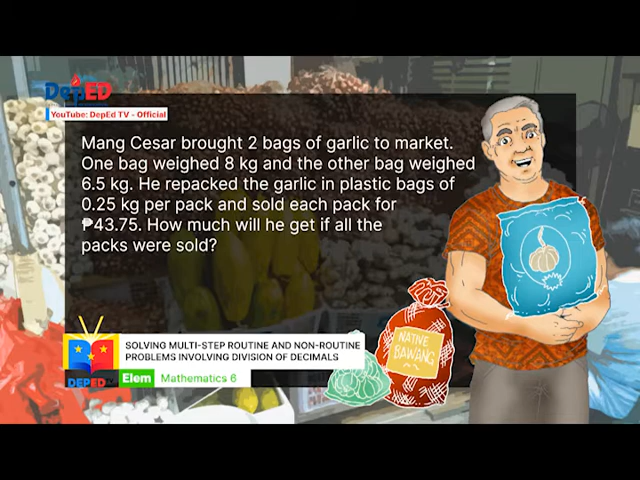 DepED
YouTube: DepEd TV - Official
Mang Cesar brought 2 bags of garlic to market.
One bag weighed 8 kg and the other bag weighed
6.5 kg. He repacked the garlic in plastic bags of
0.25 kg per pack and sold each pack for
₱43.75. How much will he get if all the
packs were sold?
NATIVE
BAWANG
SOLVING MULTI-STEP ROUTINE AND NON-ROUTINE
PROBLEMS INVOLVING DIVISION OF DECIMALS
DEPED
Elem Mathematics 6